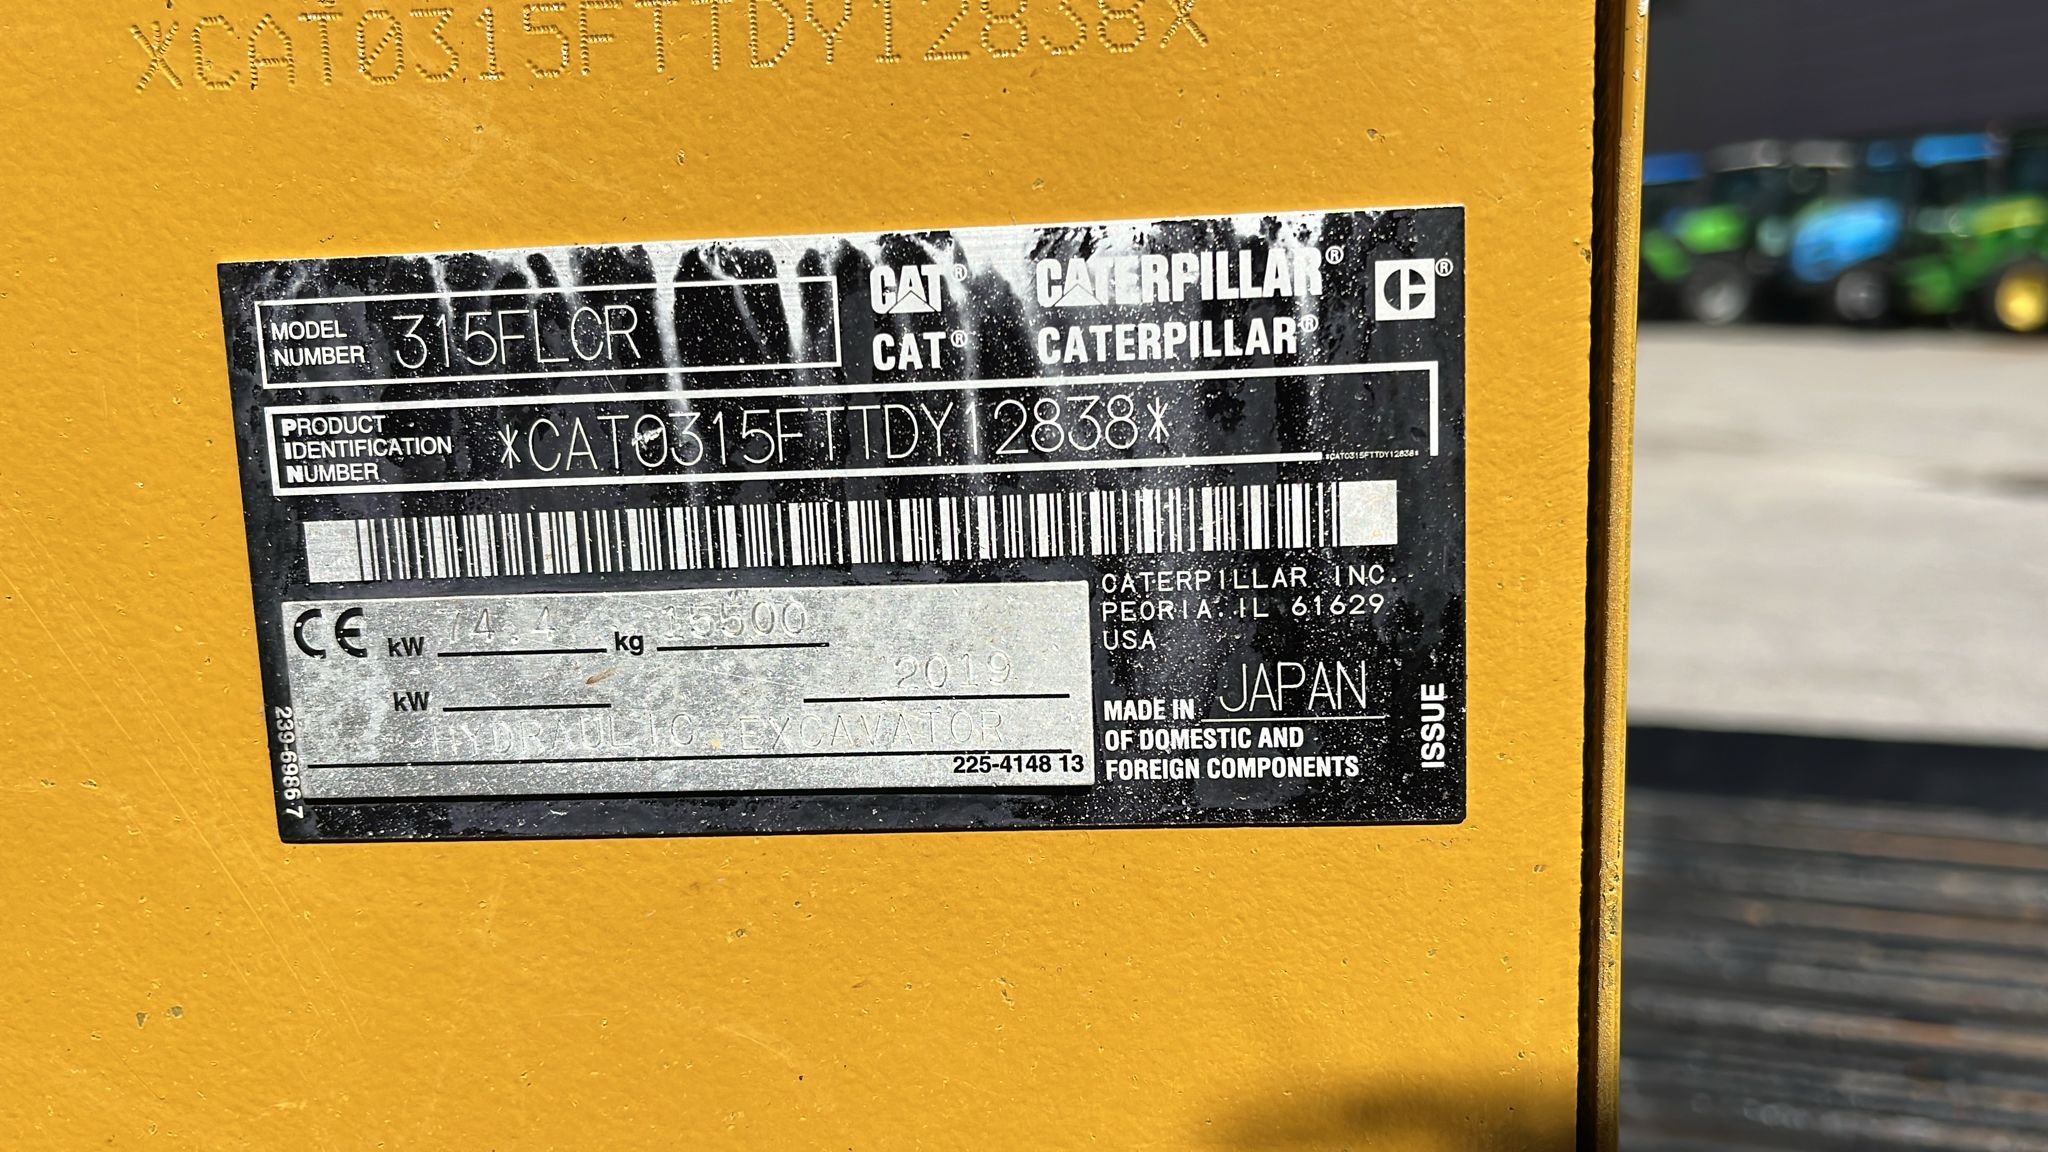 *CAT0315FTTDY12838*
MODEL NUMBER 315FLCR
CAT® CATERPILLAR® ®
CAT® CATERPILLAR®
PRODUCT IDENTIFICATION NUMBER *CAT0315FTTDY12838*
*CAT0315FTTDY12838*
CATERPILLAR INC.
PEORIA, IL 61629
USA
CE kW 74.4 kg 15500
kW 2019
HYDRAULIC EXCAVATOR
225-4148 13
MADE IN JAPAN
OF DOMESTIC AND
FOREIGN COMPONENTS
ISSUE
239-6986 7